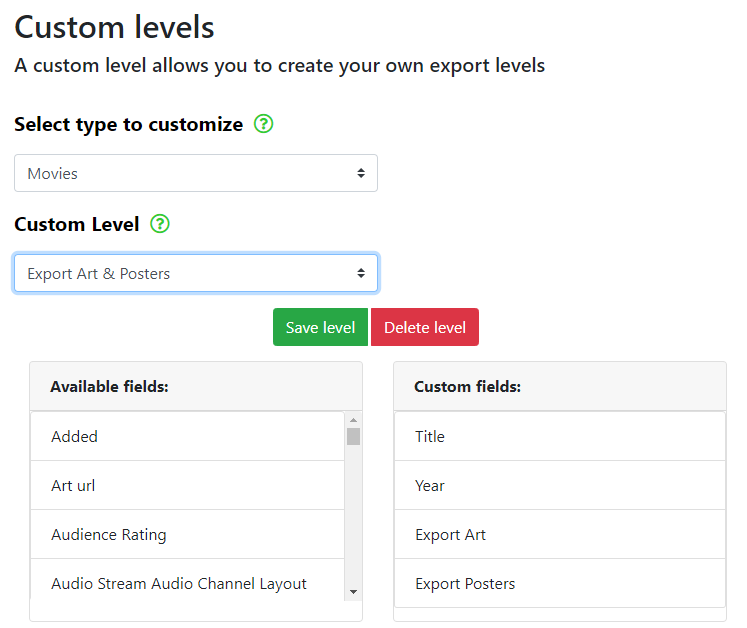 Custom levels
A custom level allows you to create your own export levels
Select type to customize ?
Movies
Custom Level ?
Export Art & Posters
Save level Delete level
Available fields: Custom fields:
Added Title
Art url Year
Audience Rating Export Art
Audio Stream Audio Channel Layout Export Posters